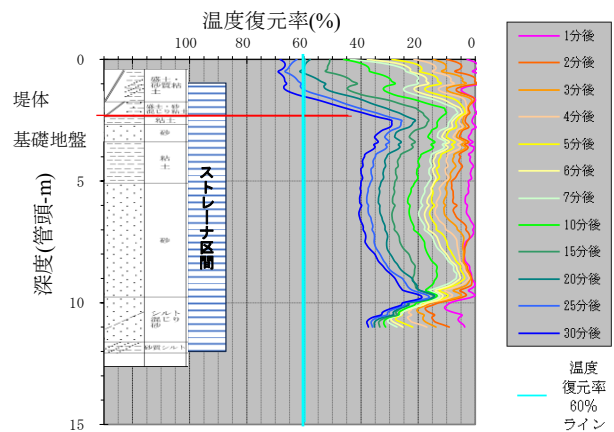 温度復元率(%)
100 80 60 40 20 0
0
5
10
15
深度(管頭-m)
堤体
基礎地盤
盛土・
砂質粘
土
盛土・砂
混じり粘土
粘土
砂
粘
土
砂
シルト
混じり
砂
砂質シルト
ストレーナ区間
1分後
2分後
3分後
4分後
5分後
6分後
7分後
10分後
15分後
20分後
25分後
30分後
温度
復元率
60%
ライン